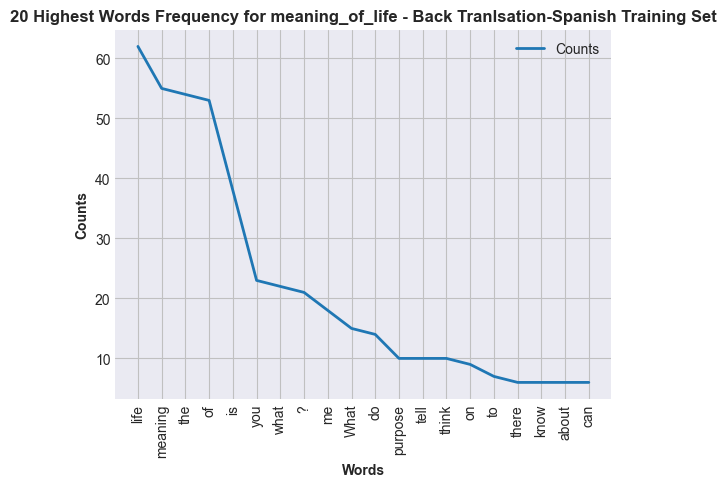 20 Highest Words Frequency for meaning_of_life - Back Tranlsation-Spanish Training Set
Counts
60
50
40
30
20
10
Counts
life
meaning
the
of
is
you
what
?
me
What
do
purpose
tell
think
on
to
there
know
about
can
Words